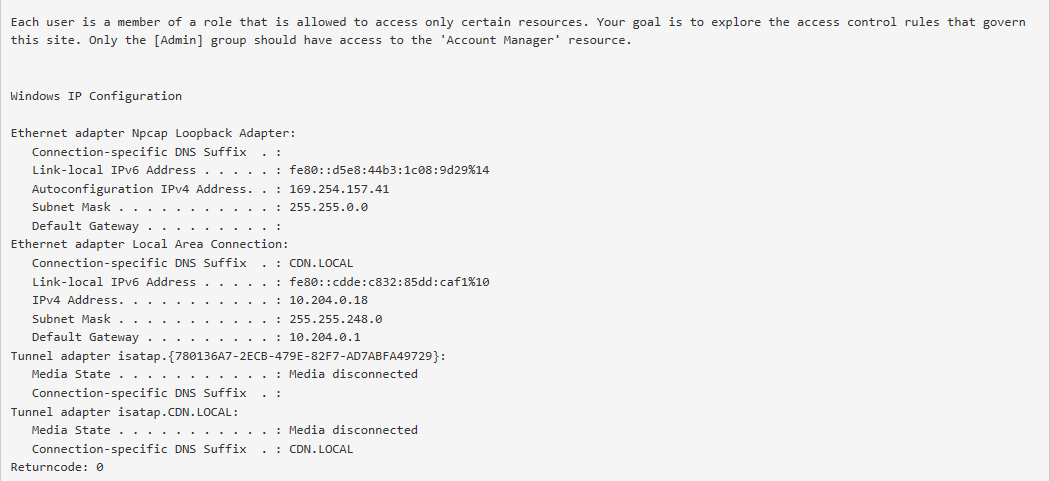 Each user is a member of a role that is allowed to access only certain resources. Your goal is to explore the access control rules that govern
this site. Only the [Admin] group should have access to the 'Account Manager' resource.
Windows IP Configuration
Ethernet adapter Npcap Loopback Adapter:
Connection-specific DNS Suffix  . :
Link-local IPv6 Address . . . . . : fe80::d5e8:44b3:1c08:9d29%14
Autoconfiguration IPv4 Address. . : 169.254.157.41
Subnet Mask . . . . . . . . . . . : 255.255.0.0
Default Gateway . . . . . . . . . :
Ethernet adapter Local Area Connection:
Connection-specific DNS Suffix  . : CDN.LOCAL
Link-local IPv6 Address . . . . . : fe80::cdde:c832:85dd:caf1%10
IPv4 Address. . . . . . . . . . . : 10.204.0.18
Subnet Mask . . . . . . . . . . . : 255.255.248.0
Default Gateway . . . . . . . . . : 10.204.0.1
Tunnel adapter isatap.{780136A7-2ECB-479E-82F7-AD7ABFA49729}:
Media State . . . . . . . . . . . : Media disconnected
Connection-specific DNS Suffix  . :
Tunnel adapter isatap.CDN.LOCAL:
Media State . . . . . . . . . . . : Media disconnected
Connection-specific DNS Suffix  . : CDN.LOCAL
Returncode: 0